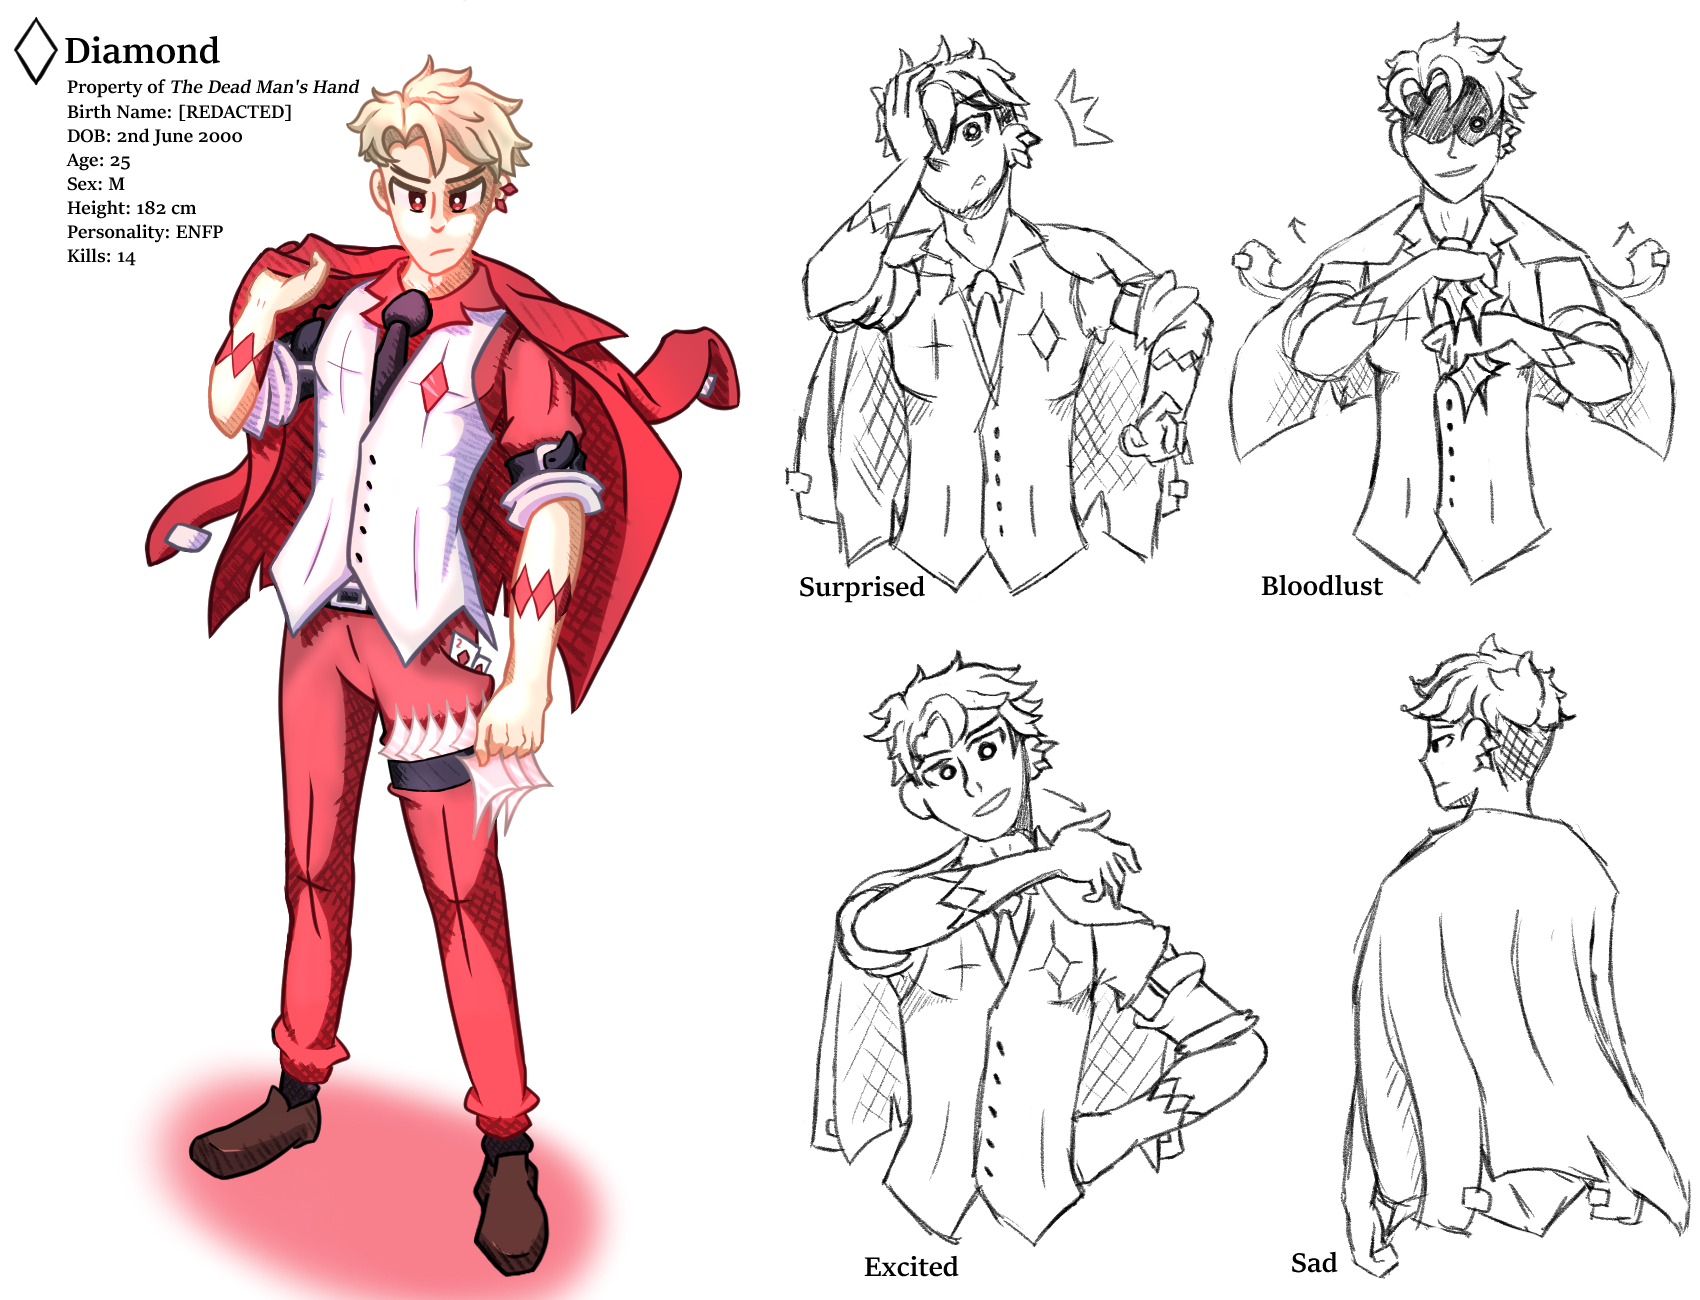 Diamond
Property of The Dead Man's Hand
Birth Name: [REDACTED]
DOB: 2nd June 2000
Age: 25
Sex: M
Height: 182 cm
Personality: ENFP
Kills: 14
2
Surprised
Bloodlust
Excited
Sad